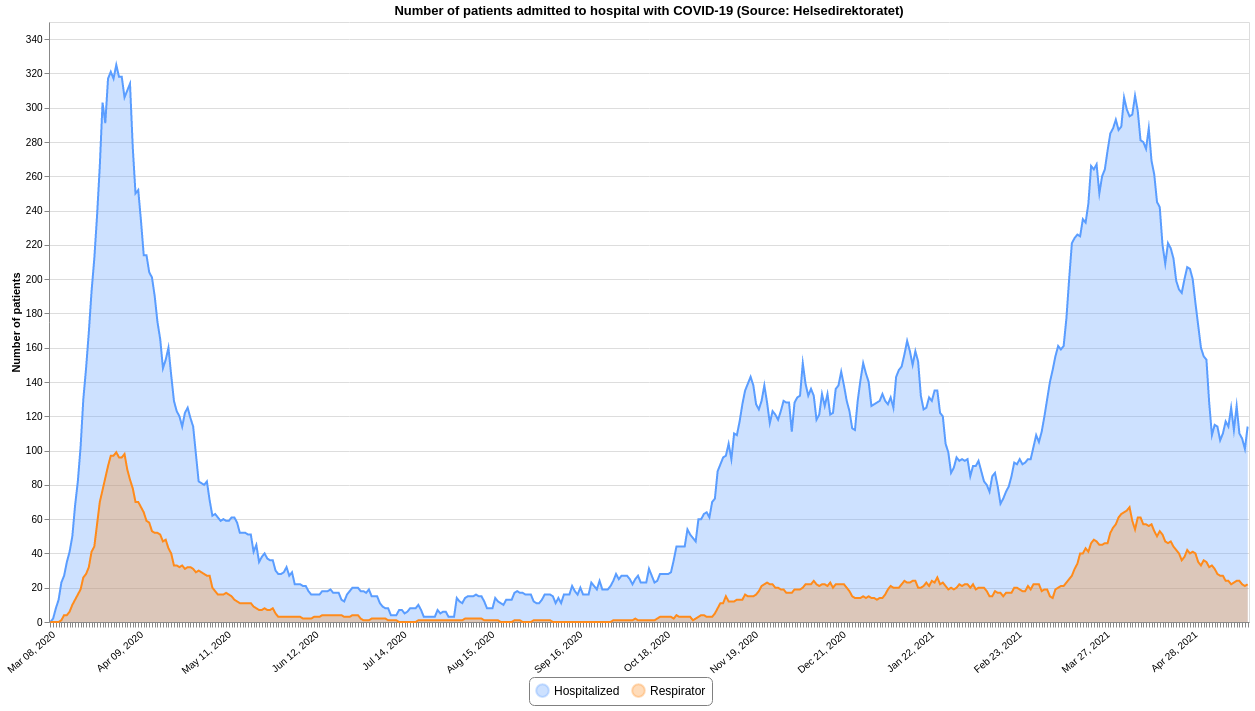 Number of patients admitted to hospital with COVID-19 (Source: Helsedirektoratet)
Number of patients
340
320
300
280
260
240
220
200
180
160
140
120
100
80
60
40
20
0
Mar 08, 2020
Apr 09, 2020
May 11, 2020
Jun 12, 2020
Jul 14, 2020
Aug 15, 2020
Sep 16, 2020
Oct 18, 2020
Nov 19, 2020
Dec 21, 2020
Jan 22, 2021
Feb 23, 2021
Mar 27, 2021
Apr 28, 2021
Hospitalized
Respirator